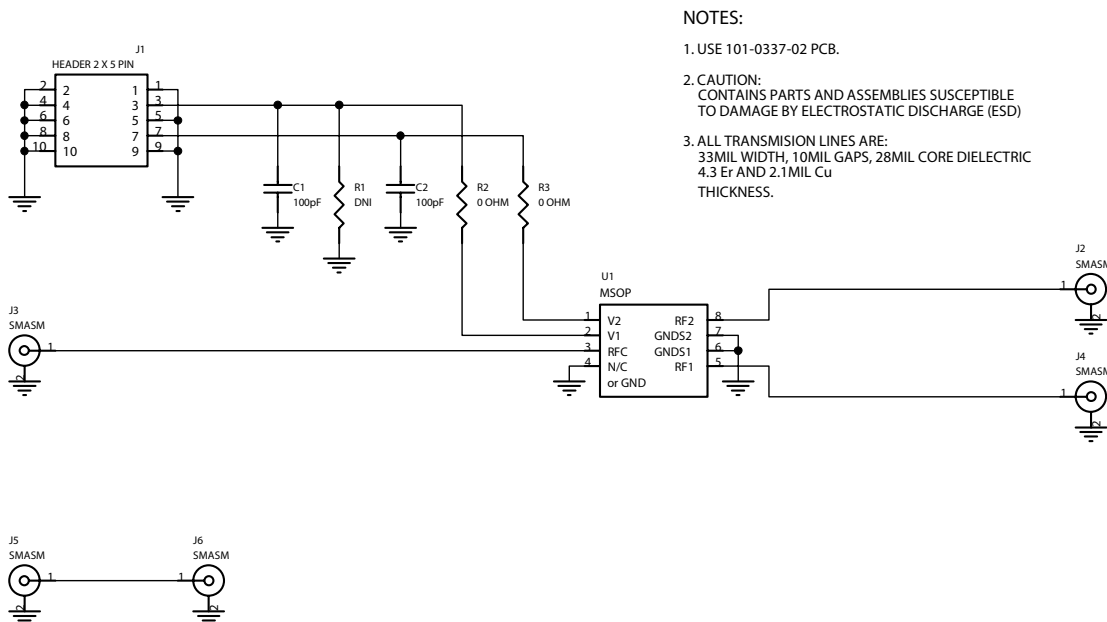 NOTES:
1. USE 101-0337-02 PCB.
2. CAUTION:
CONTAINS PARTS AND ASSEMBLIES SUSCEPTIBLE
TO DAMAGE BY ELECTROSTATIC DISCHARGE (ESD)
3. ALL TRANSMISION LINES ARE:
33MIL WIDTH, 10MIL GAPS, 28MIL CORE DIELECTRIC
4.3 Er AND 2.1MIL Cu
THICKNESS.
J1
HEADER 2 X 5 PIN
2 2 1 1
4 4 3 3
6 6 5 5
8 8 7 7
10 10 9 9
C1
100pF
R1
DNI
C2
100pF
R2
0 OHM
R3
0 OHM
U1
MSOP
1 V2 RF2 8
2 V1 GNDS2 7
3 RFC GNDS1 6
4 N/C RF1 5
or GND
J2
SMASM
1
2
J3
SMASM
1
2
J4
SMASM
1
2
J5
SMASM
1
2
J6
SMASM
1
2